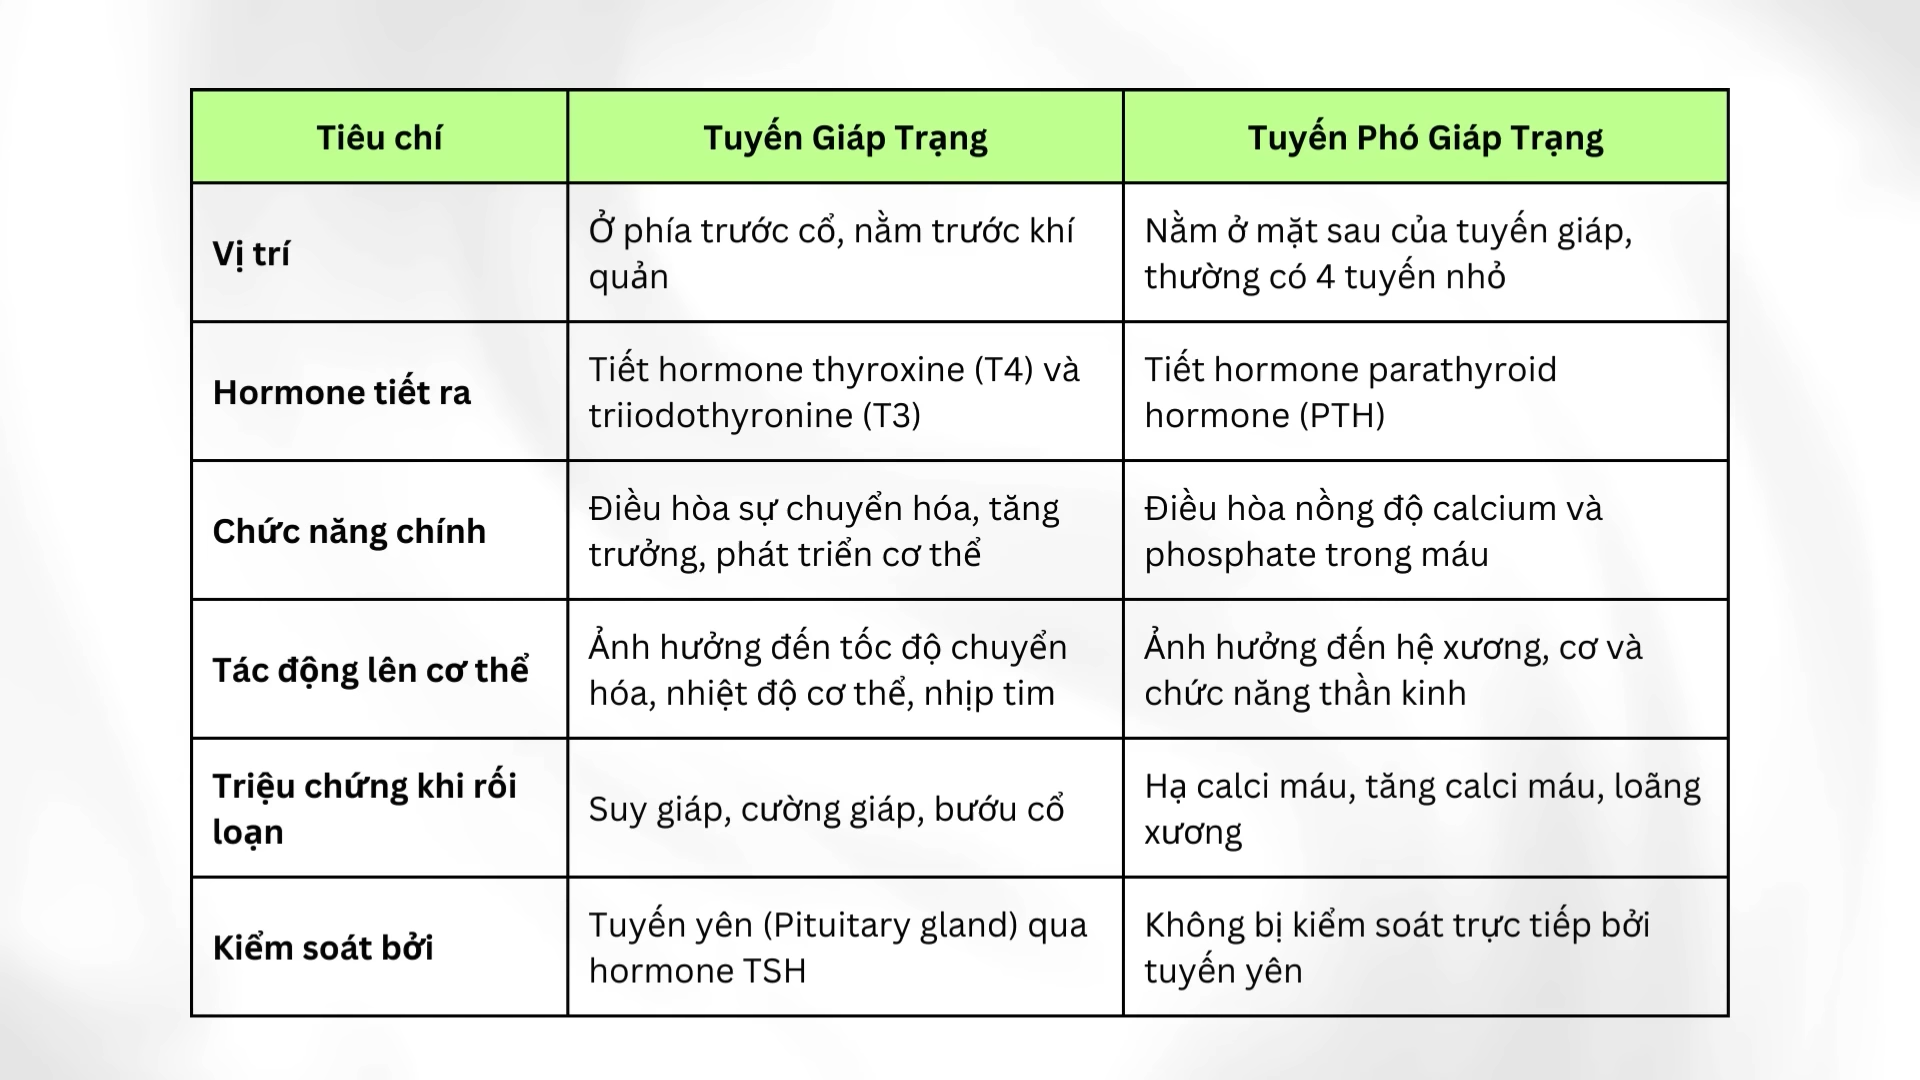 Tiêu chí
Tuyến Giáp Trạng
Tuyến Phó Giáp Trạng
Vị trí
Ở phía trước cổ, nằm trước khí
quản
Nằm ở mặt sau của tuyến giáp,
thường có 4 tuyến nhỏ
Hormone tiết ra
Tiết hormone thyroxine (T4) và
triiodothyronine (T3)
Tiết hormone parathyroid
hormone (PTH)
Chức năng chính
Điều hòa sự chuyển hóa, tăng
trưởng, phát triển cơ thể
Điều hòa nồng độ calcium và
phosphate trong máu
Tác động lên cơ thể
Ảnh hưởng đến tốc độ chuyển
hóa, nhiệt độ cơ thể, nhịp tim
Ảnh hưởng đến hệ xương, cơ và
chức năng thần kinh
Triệu chứng khi rối
loạn
Suy giáp, cường giáp, bướu cổ
Hạ calci máu, tăng calci máu, loãng
xương
Kiểm soát bởi
Tuyến yên (Pituitary gland) qua
hormone TSH
Không bị kiểm soát trực tiếp bởi
tuyến yên